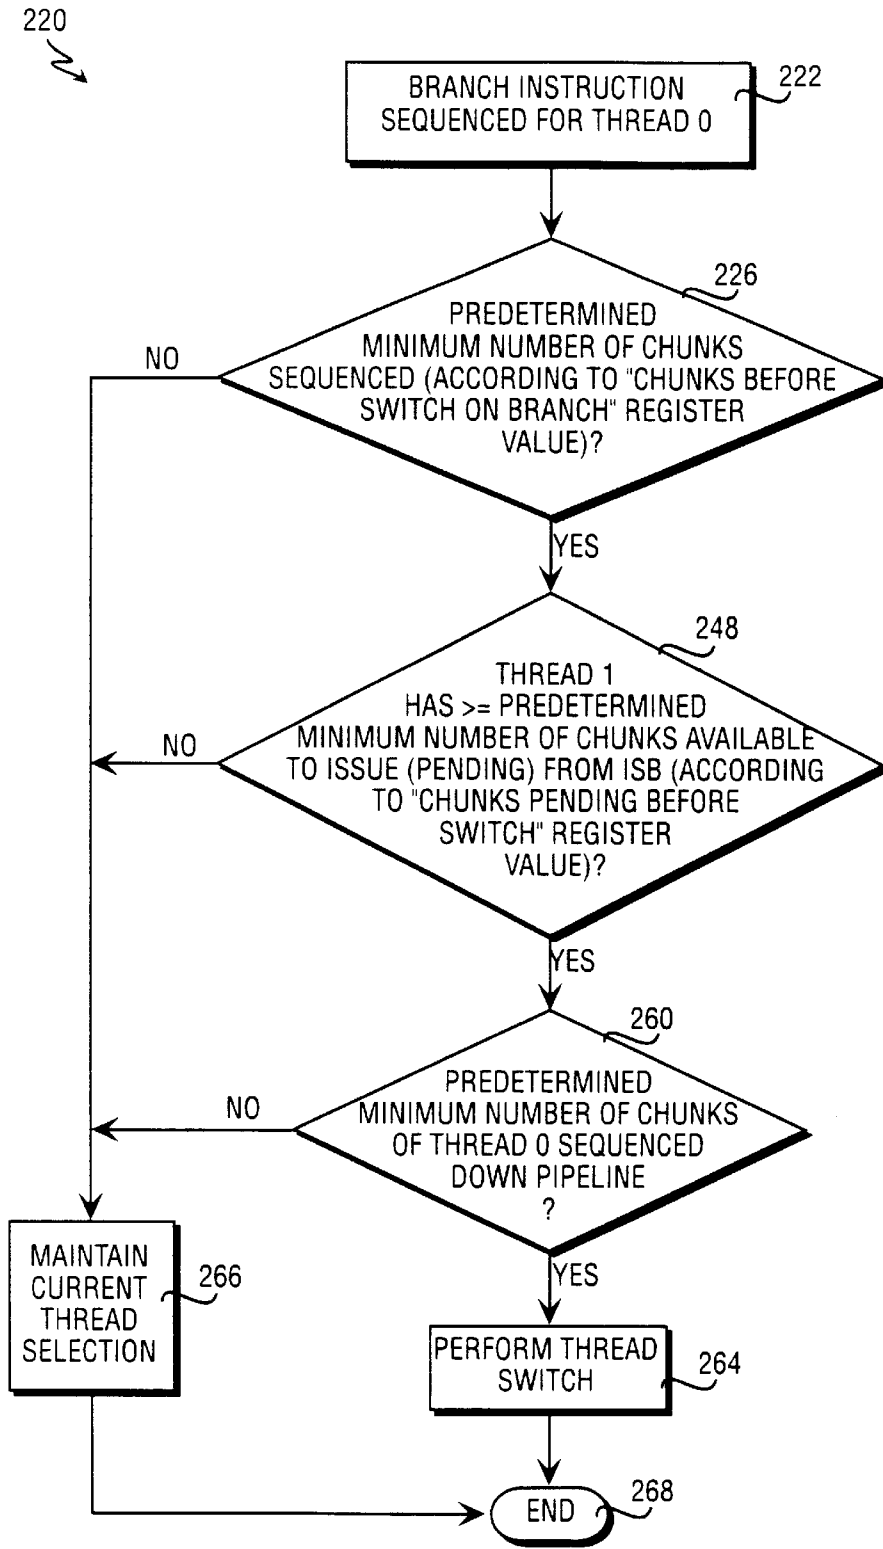 220
BRANCH INSTRUCTION
SEQUENCED FOR THREAD 0
222
226
PREDETERMINED
MINIMUM NUMBER OF CHUNKS
SEQUENCED (ACCORDING TO "CHUNKS BEFORE
SWITCH ON BRANCH" REGISTER
VALUE)?
NO
YES
248
THREAD 1
HAS >= PREDETERMINED
MINIMUM NUMBER OF CHUNKS AVAILABLE
TO ISSUE (PENDING) FROM ISB (ACCORDING
TO "CHUNKS PENDING BEFORE
SWITCH" REGISTER
VALUE)?
NO
YES
260
PREDETERMINED
MINIMUM NUMBER OF CHUNKS
OF THREAD 0 SEQUENCED
DOWN PIPELINE
?
NO
YES
MAINTAIN
CURRENT
THREAD
SELECTION
266
PERFORM THREAD
SWITCH
264
END
268